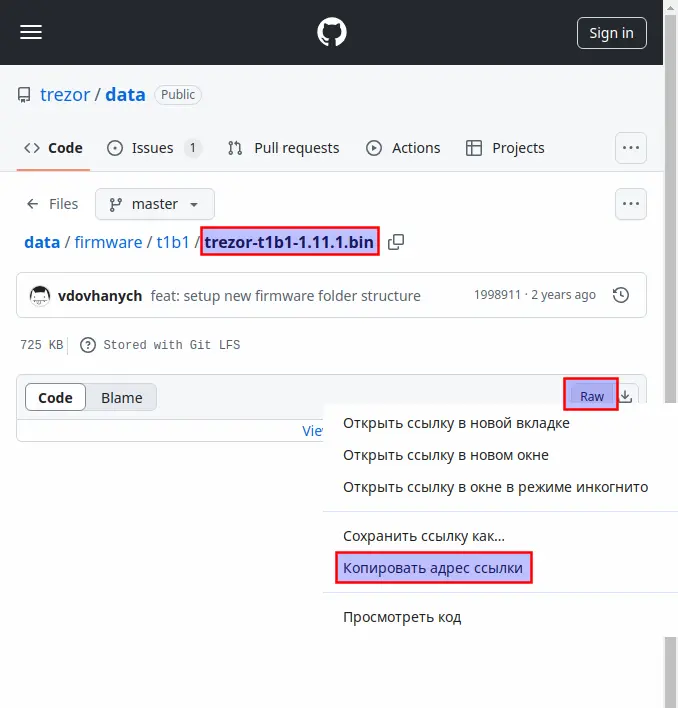 Sign in
trezor / data Public
Code Issues 1 Pull requests Actions Projects ...
Files master ...
data / firmware / t1b1 / trezor-t1b1-1.11.1.bin
vdovhanych feat: setup new firmware folder structure 1998911 · 2 years ago
725 KB ? Stored with Git LFS
Code Blame Raw
Открыть ссылку в новой вкладке
Открыть ссылку в новом окне
Открыть ссылку в окне в режиме инкогнито
Сохранить ссылку как...
Копировать адрес ссылки
Просмотреть код